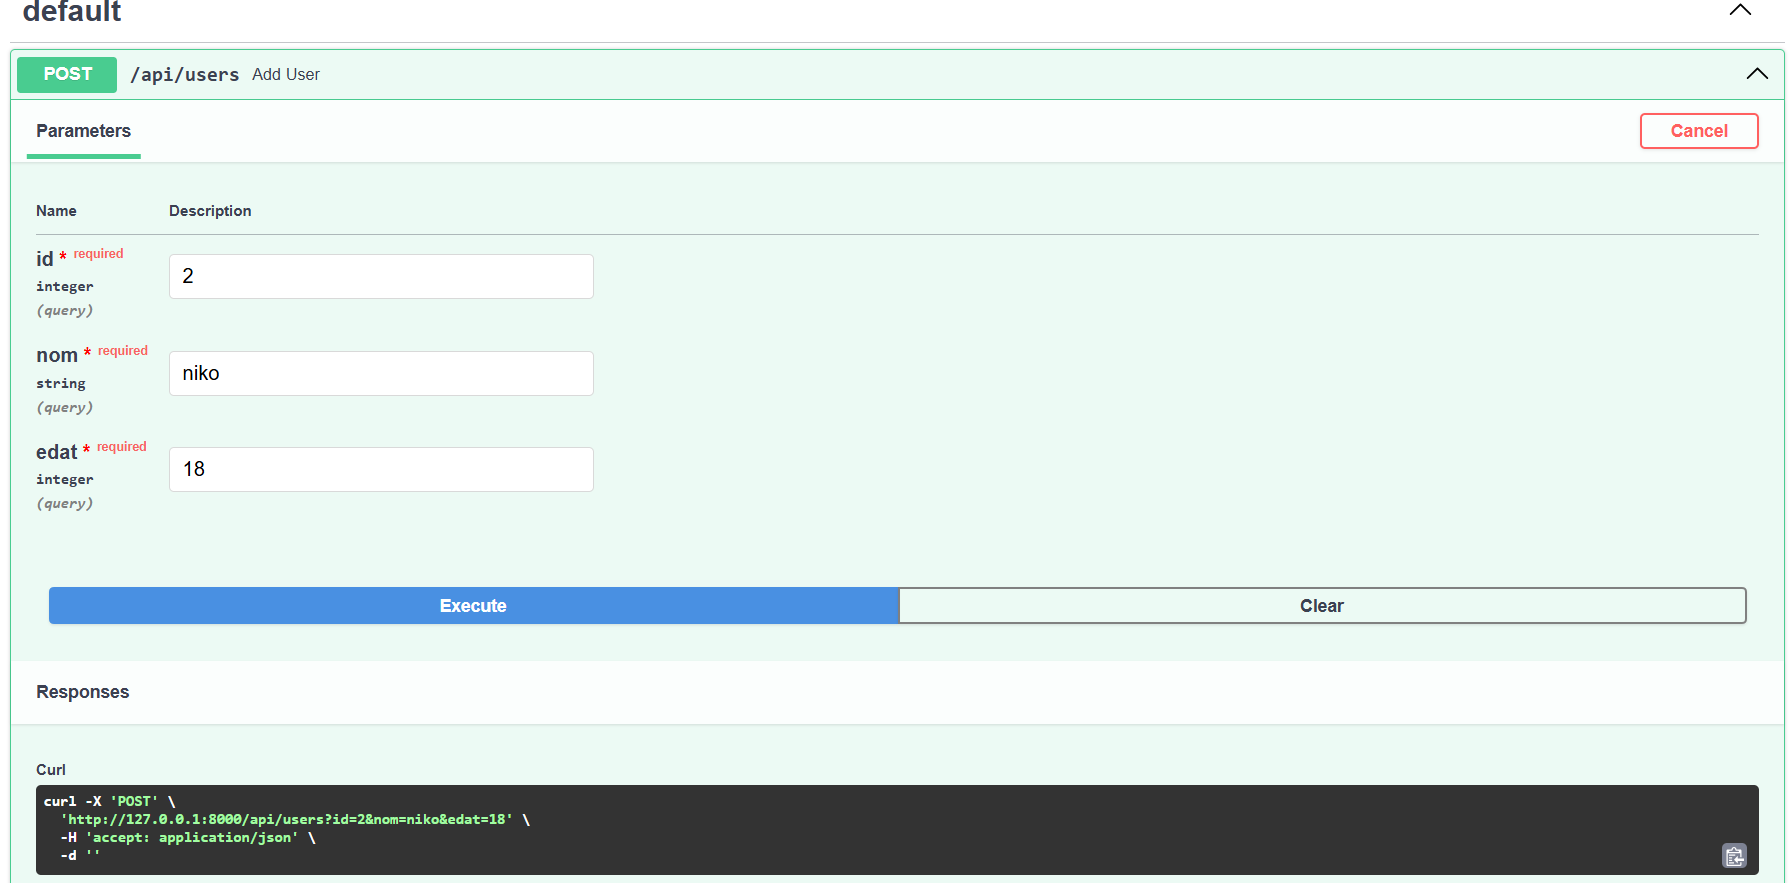 default
POST /api/users Add User
Parameters
Cancel
Name Description
id * required
integer
(query)
2
nom * required
string
(query)
niko
edat * required
integer
(query)
18
Execute
Clear
Responses
Curl
curl -X 'POST' \
'http://127.0.0.1:8000/api/users?id=2&nom=niko&edat=18' \
-H 'accept: application/json' \
-d ''